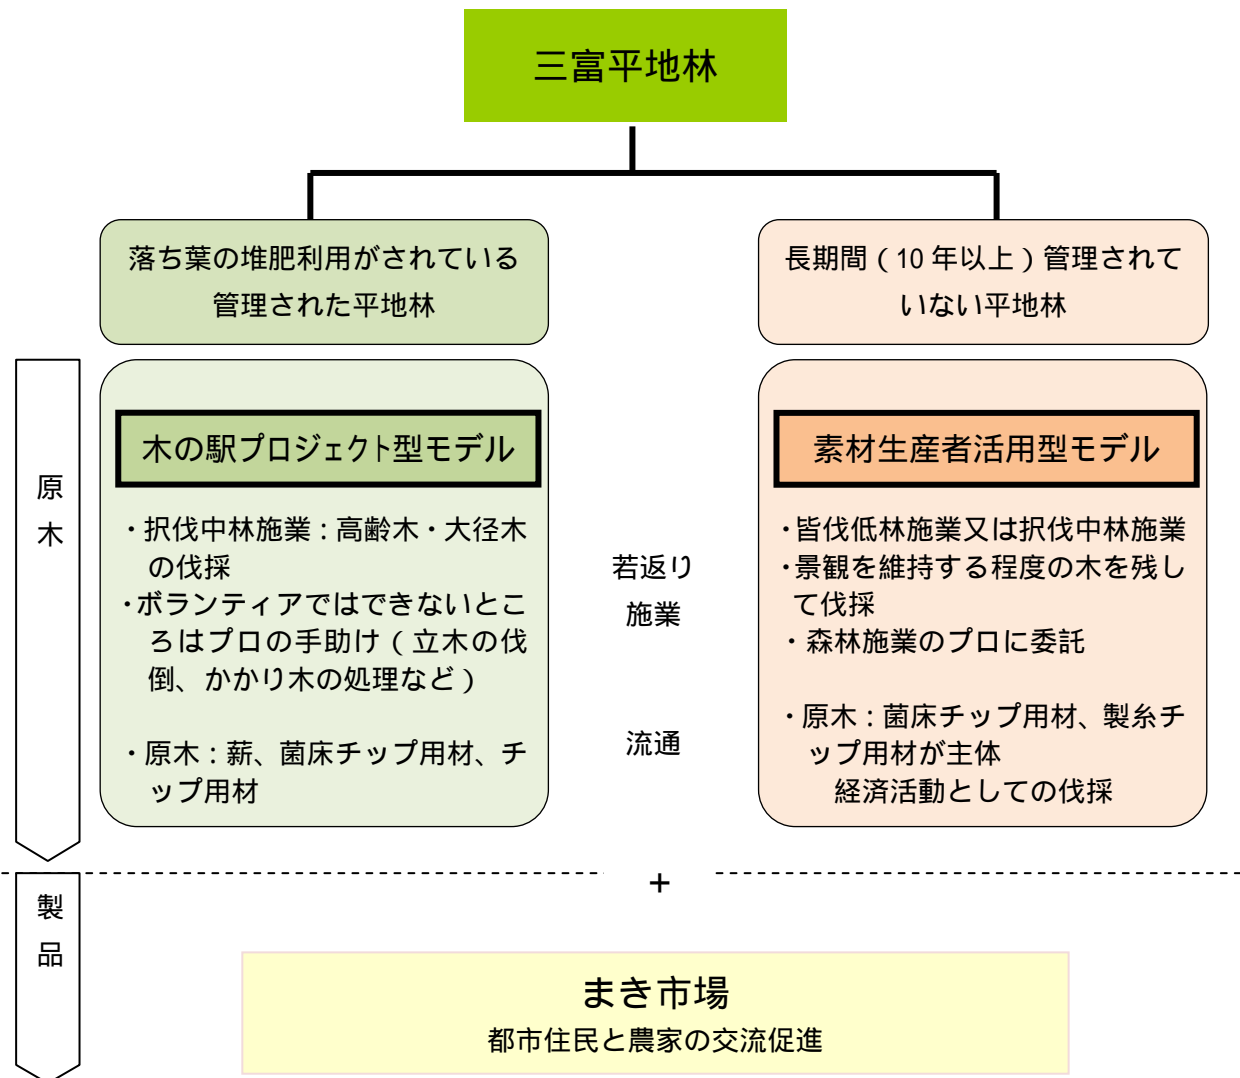 三富平地林
落ち葉の堆肥利用がされている
管理された平地林
長期間（10年以上）管理されて
いない平地林
原
木
木の駅プロジェクト型モデル
・択伐中林施業：高齢木・大径木
の伐採
・ボランティアではできないとこ
ろはプロの手助け（立木の伐
倒、かかり木の処理など）
・原木：薪、菌床チップ用材、チ
ップ用材
若返り
施業
流通
素材生産者活用型モデル
・皆伐低林施業又は択伐中林施業
・景観を維持する程度の木を残し
て伐採
・森林施業のプロに委託
・原木：菌床チップ用材、製糸チ
ップ用材が主体
経済活動としての伐採
+
製
品
まき市場
都市住民と農家の交流促進